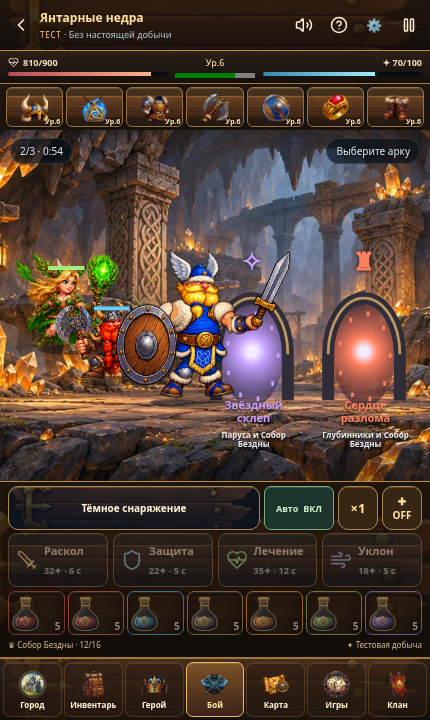 Янтарные недра
ТЕСТ · Без настоящей добычи
810/900
Ур.6
70/100
Ур.6
Ур.6
Ур.6
Ур.6
Ур.6
Ур.6
Ур.6
2/3 · 0:54
Выберите арку
Звёздный
склеп
Паруса и Собор
Бездны
Сердце
разлома
Глубинники и Собор
Бездны
Тёмное снаряжение
Авто ВКЛ
×1
+
OFF
Раскол
32✦ · 6 с
Защита
22✦ · 5 с
Лечение
35✦ · 12 с
Уклон
18✦ · 5 с
5
5
5
5
5
5
5
Собор Бездны · 12/16
Тестовая добыча
Город
Инвентарь
Герой
Бой
Карта
Игры
Клан